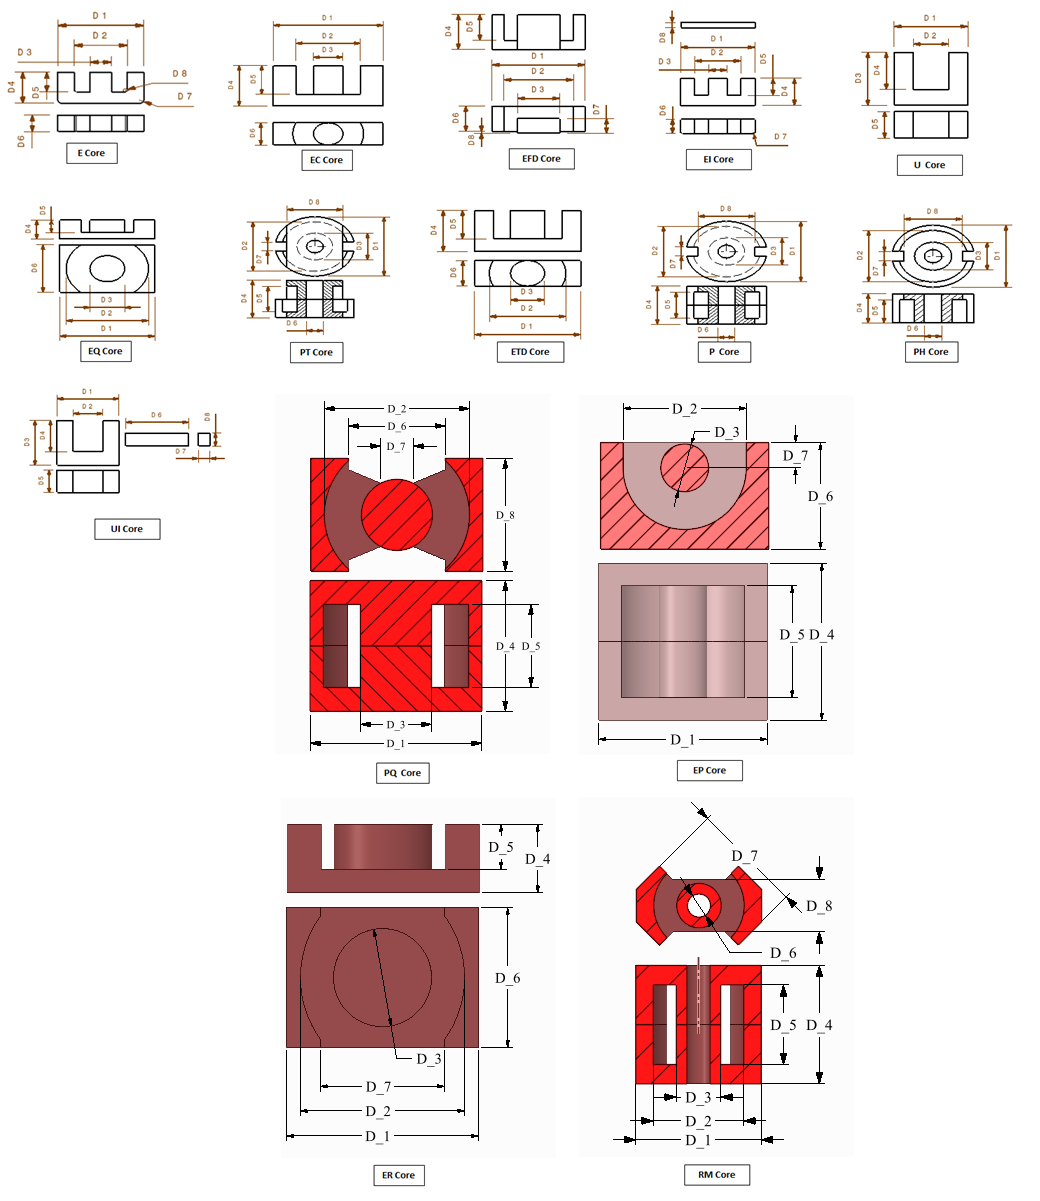 D 1
D 2
D 3
D 4
D 5
D 8
D 7
D 6
E Core
D 1
D 2
D 3
D 4
D 5
D 6
EC Core
D 4
D 5
D 1
D 2
D 3
D 7
D 6
D 8
EFD Core
D 8
D 1
D 2
D 3
D 5
D 4
D 6
D 7
EI Core
D 1
D 2
D 3
D 4
D 5
U Core
D 5
D 4
D 6
D 3
D 2
D 1
EQ Core
D 8
D 2
D 7
D 3
D 1
D 4
D 5
D 6
PT Core
D 4
D 5
D 6
D 3
D 2
D 1
ETD Core
D 8
D 2
D 7
D 3
D 1
D 4
D 5
D 6
P Core
D 8
D 2
D 7
D 3
D 1
D 4
D 5
D 6
PH Core
D 1
D 2
D 3
D 4
D 5
D 6
D 8
D 7
UI Core
D_2
D_6
D_7
D_8
D_4
D_5
D_3
D_1
PQ Core
D_2
D_3
D_7
D_6
D_5
D_4
D_1
EP Core
D_5
D_4
D_6
D_3
D_7
D_2
D_1
ER Core
D_7
D_8
D_6
D_5
D_4
D_3
D_2
D_1
RM Core